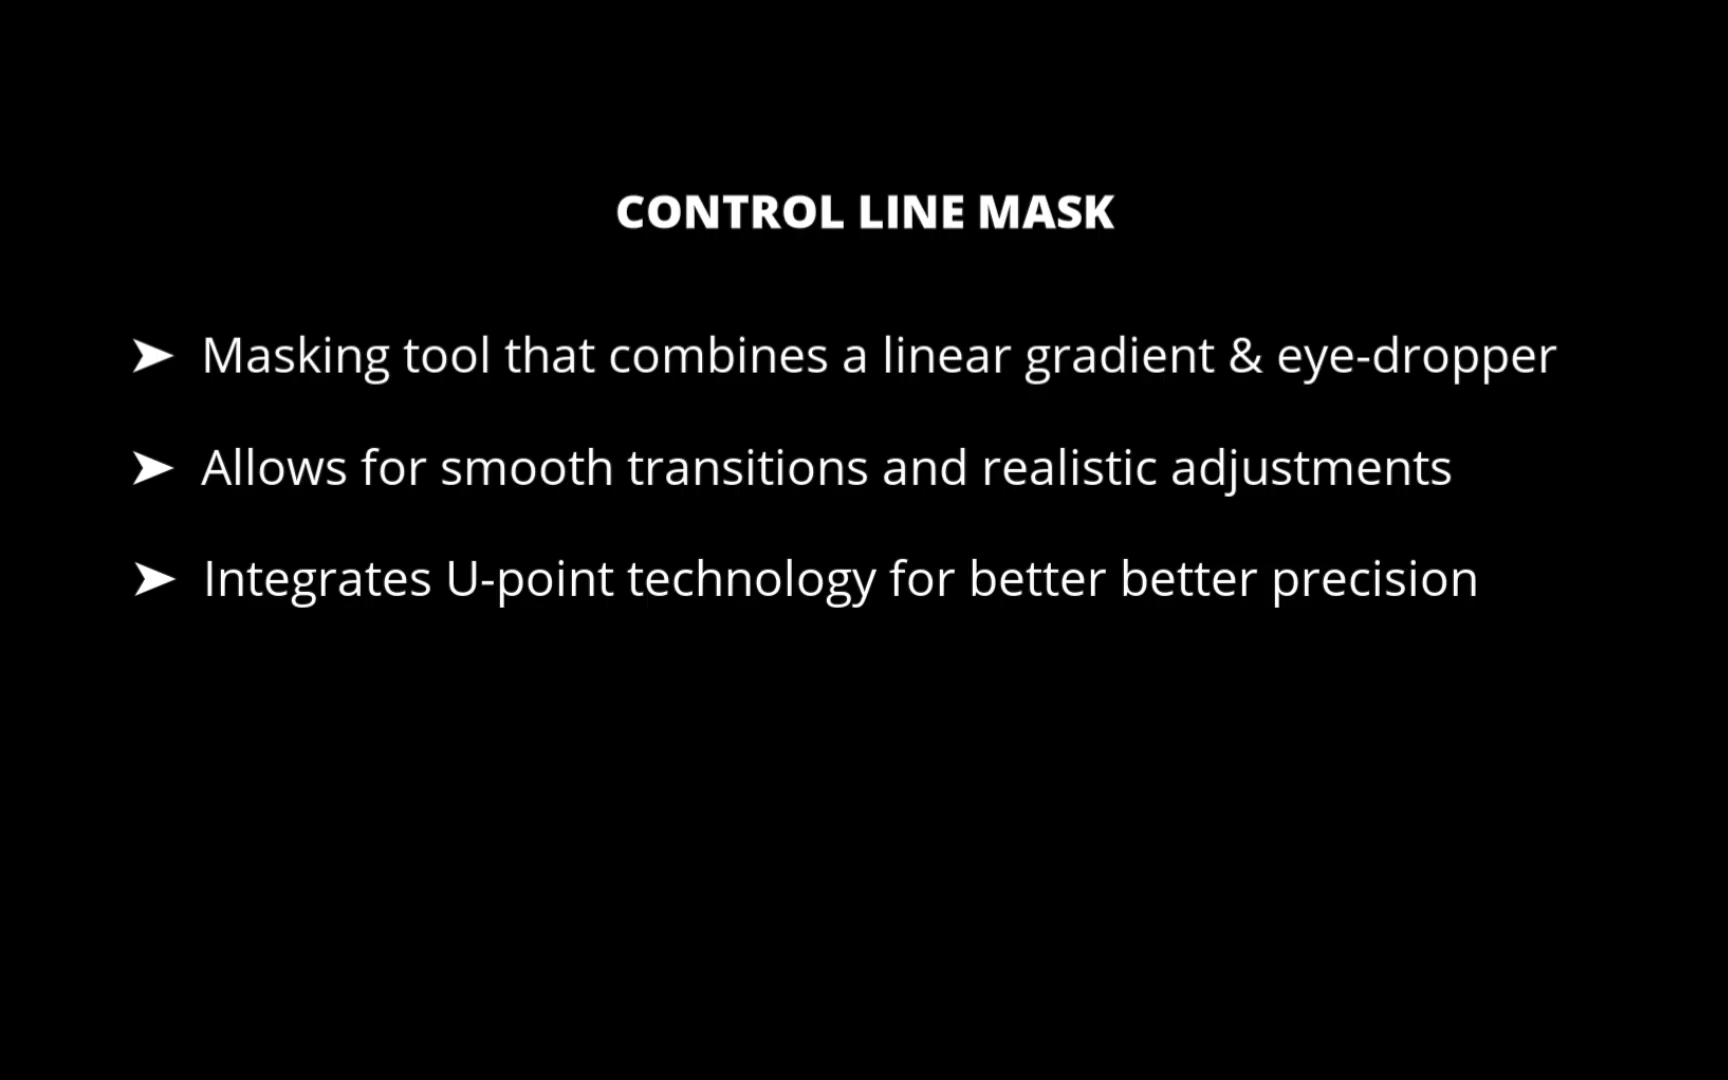 CONTROL LINE MASK
➤ Masking tool that combines a linear gradient & eye-dropper
➤ Allows for smooth transitions and realistic adjustments
➤ Integrates U-point technology for better better precision